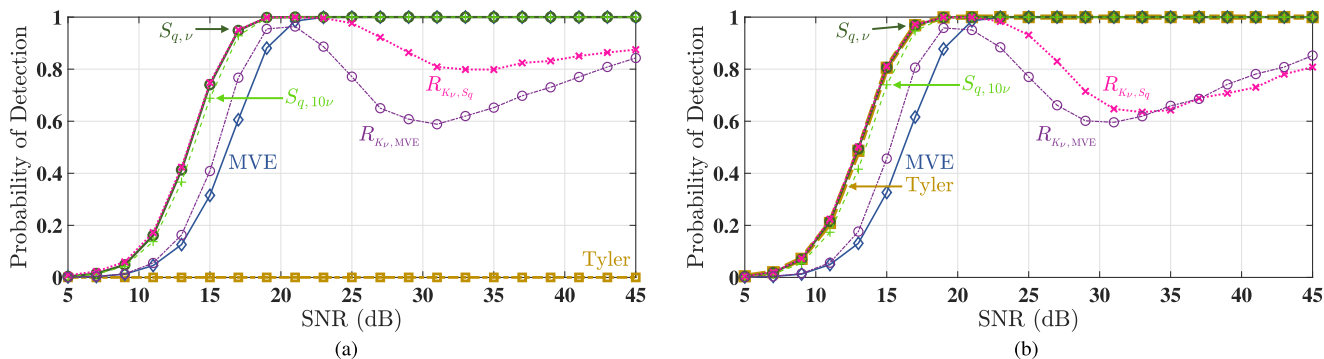 1
0.8
0.6
0.4
0.2
0
Probability of Detection
S_{q, ν}
S_{q, 10ν}
R_{K_ν, S_q}
R_{K_ν, MVE}
MVE
Tyler
5 10 15 20 25 30 35 40 45
SNR (dB)
(a)
1
0.8
0.6
0.4
0.2
0
Probability of Detection
S_{q, ν}
S_{q, 10ν}
R_{K_ν, S_q}
R_{K_ν, MVE}
MVE
Tyler
5 10 15 20 25 30 35 40 45
SNR (dB)
(b)